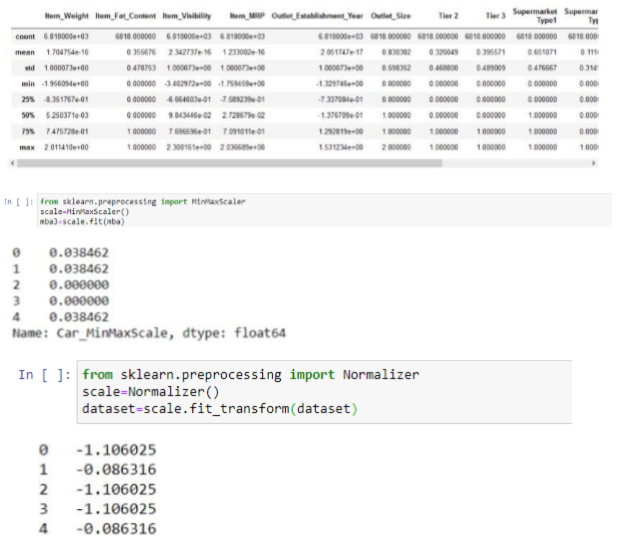 Item_Weight Item_Fat_Content Item_Visibility Item_MRP Outlet_Establishment_Year Outlet_Size Tier 2 Tier 3 Supermarket Type1 Supermar Ty
count 6.818000e+03 6818.000000 6.818000e+03 6.818000e+03 6.818000e+03 6818.000000 6818.000000 6818.000000 6818.000000 6818.000
mean 1.704754e-16 0.355676 2.342737e-16 1.233002e-16 2.051747e-17 0.830302 0.326049 0.395571 0.651071 0.111
std 1.000073e+00 0.478753 1.000073e+00 1.000073e+00 1.000073e+00 0.598352 0.468800 0.489009 0.476667 0.314
min -1.956094e+00 0.000000 -3.402972e+00 -1.759459e+00 -1.329746e+00 0.000000 0.000000 0.000000 0.000000 0.000
25% -8.351767e-01 0.000000 -6.664603e-01 -7.589239e-01 -7.337084e-01 0.000000 0.000000 0.000000 0.000000 0.000
50% 5.250371e-03 0.000000 9.843446e-02 2.728679e-02 -1.376709e-01 1.000000 0.000000 0.000000 1.000000 0.000
75% 7.475728e-01 1.000000 7.696596e-01 7.091011e-01 1.292819e+00 1.000000 1.000000 1.000000 1.000000 0.000
max 2.011410e+00 1.000000 2.308161e+00 2.036689e+00 1.531234e+00 2.000000 1.000000 1.000000 1.000000 1.000
In [ ]: from sklearn.preprocessing import MinMaxScaler
scale=MinMaxScaler()
mba3=scale.fit(mba)
0 0.038462
1 0.038462
2 0.000000
3 0.000000
4 0.038462
Name: Car_MinMaxScale, dtype: float64
In [ ]: from sklearn.preprocessing import Normalizer
scale=Normalizer()
dataset=scale.fit_transform(dataset)
0 -1.106025
1 -0.086316
2 -1.106025
3 -1.106025
4 -0.086316